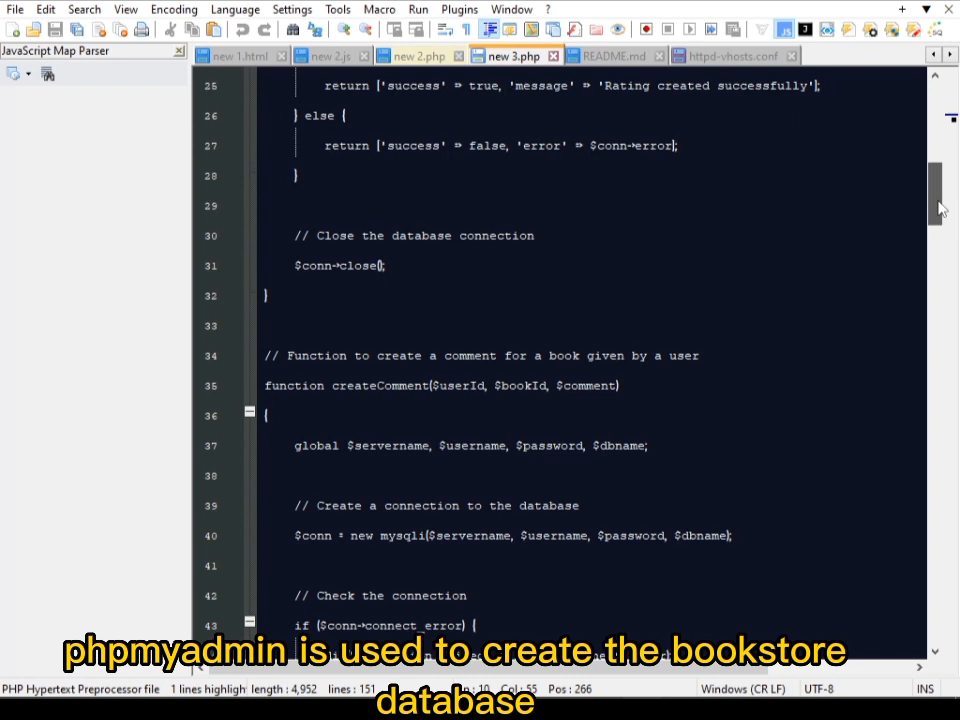 File Edit Search View Encoding Language Settings Tools Macro Run Plugins Window ?
JavaScript Map Parser
new 1.html new 2.js new 2.php new 3.php README.md httpd-vhosts.conf
25 return ['success' => true, 'message' => 'Rating created successfully'];
26 } else {
27 return ['success' => false, 'error' => $conn->error];
28 }
29
30 // Close the database connection
31 $conn->close();
32 }
33
34 // Function to create a comment for a book given by a user
35 function createComment($userId, $bookId, $comment)
36 {
37 global $servername, $username, $password, $dbname;
38
39 // Create a connection to the database
40 $conn = new mysqli($servername, $username, $password, $dbname);
41
42 // Check the connection
43 if ($conn->connect_error) {
phpmyadmin is used to create the bookstore
database
PHP Hypertext Preprocessor file 1 lines highligh length : 4,952 lines : 151 Ln : 10 Col : 55 Pos : 266 Windows (CR LF) UTF-8 INS